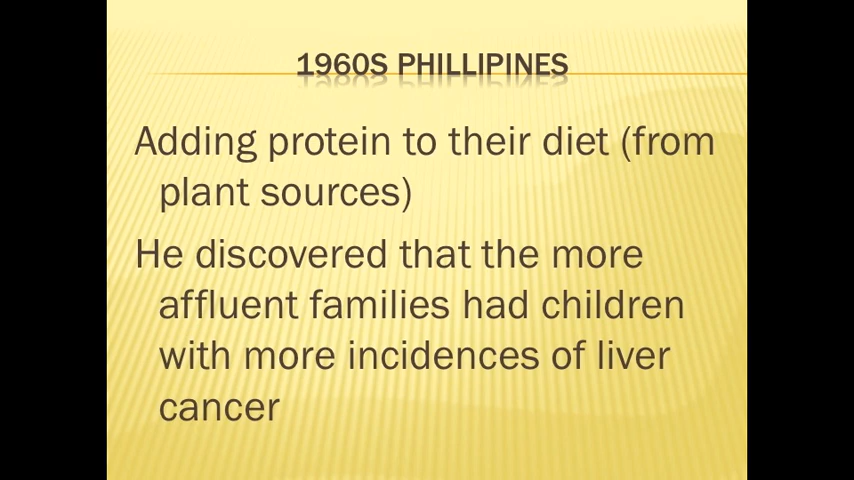 1960S PHILLIPINES
Adding protein to their diet (from
plant sources)
He discovered that the more
affluent families had children
with more incidences of liver
cancer